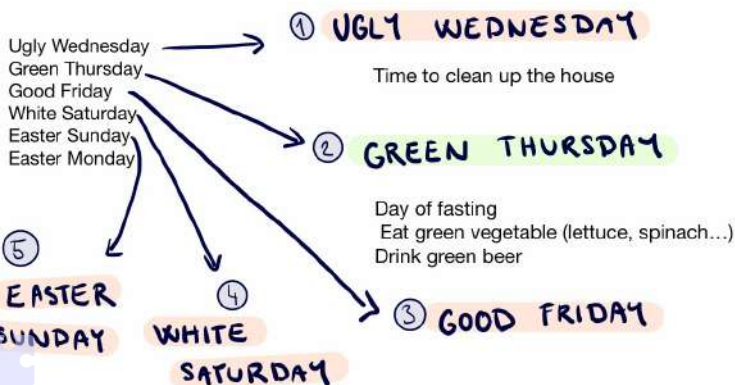 Ugly Wednesday
Green Thursday
Good Friday
White Saturday
Easter Sunday
Easter Monday
① UGLY WEDNESDAY
Time to clean up the house
② GREEN THURSDAY
Day of fasting
Eat green vegetable (lettuce, spinach...)
Drink green beer
③ GOOD FRIDAY
④
WHITE
SATURDAY
⑤
EASTER
SUNDAY